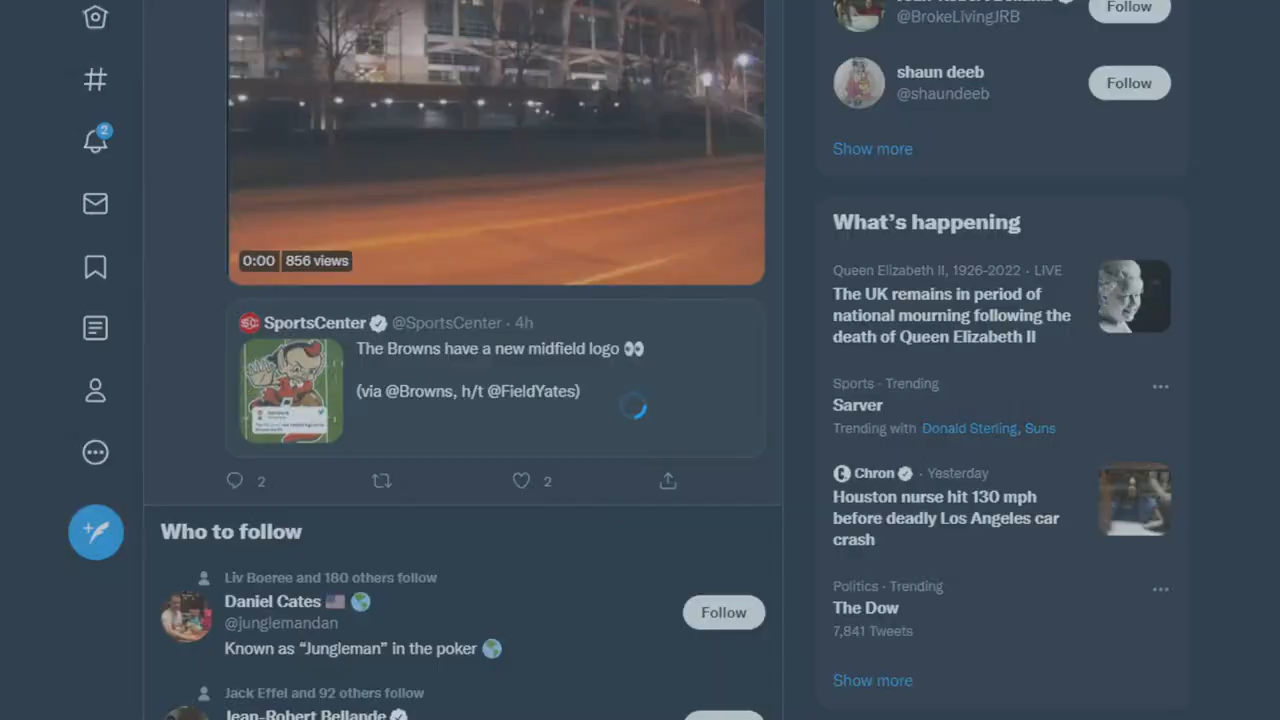 2
0:00 856 views
SportsCenter @SportsCenter · 4h
The Browns have a new midfield logo 👀
(via @Browns, h/t @FieldYates)
2
2
Who to follow
Liv Boeree and 180 others follow
Daniel Cates 🇺🇸 🌎
@junglemandan
Follow
Known as “Jungleman” in the poker 🌎
Jack Effel and 92 others follow
Jean-Robert Bellande
@BrokeLivingJRB
Follow
shaun deeb
@shaundeeb
Follow
Show more
What's happening
Queen Elizabeth II, 1926-2022 · LIVE
The UK remains in period of
national mourning following the
death of Queen Elizabeth II
Sports · Trending
Sarver
Trending with Donald Sterling, Suns
Chron · Yesterday
Houston nurse hit 130 mph
before deadly Los Angeles car
crash
Politics · Trending
The Dow
7,841 Tweets
Show more